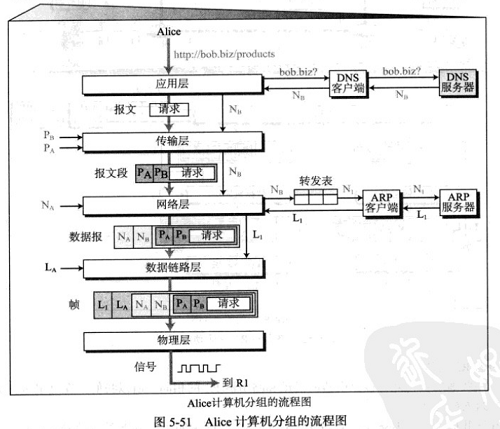 Alice
http://bob.biz/products
bob.biz?
bob.biz?
应用层
DNS
客户端
DNS
服务器
N_B
N_B
报文
请求
N_B
P_B
P_A
传输层
报文段
P_A P_B 请求
N_B
转发表
N_A
网络层
N_B
N_1
N_1
ARP
客户端
ARP
服务器
L_1
L_1
数据报
N_A N_B P_A P_B 请求
L_1
L_A
数据链路层
帧
L_1 L_A N_A N_B P_A P_B 请求
物理层
信号
到 R1
Alice计算机分组的流程图
图 5-51 Alice 计算机分组的流程图